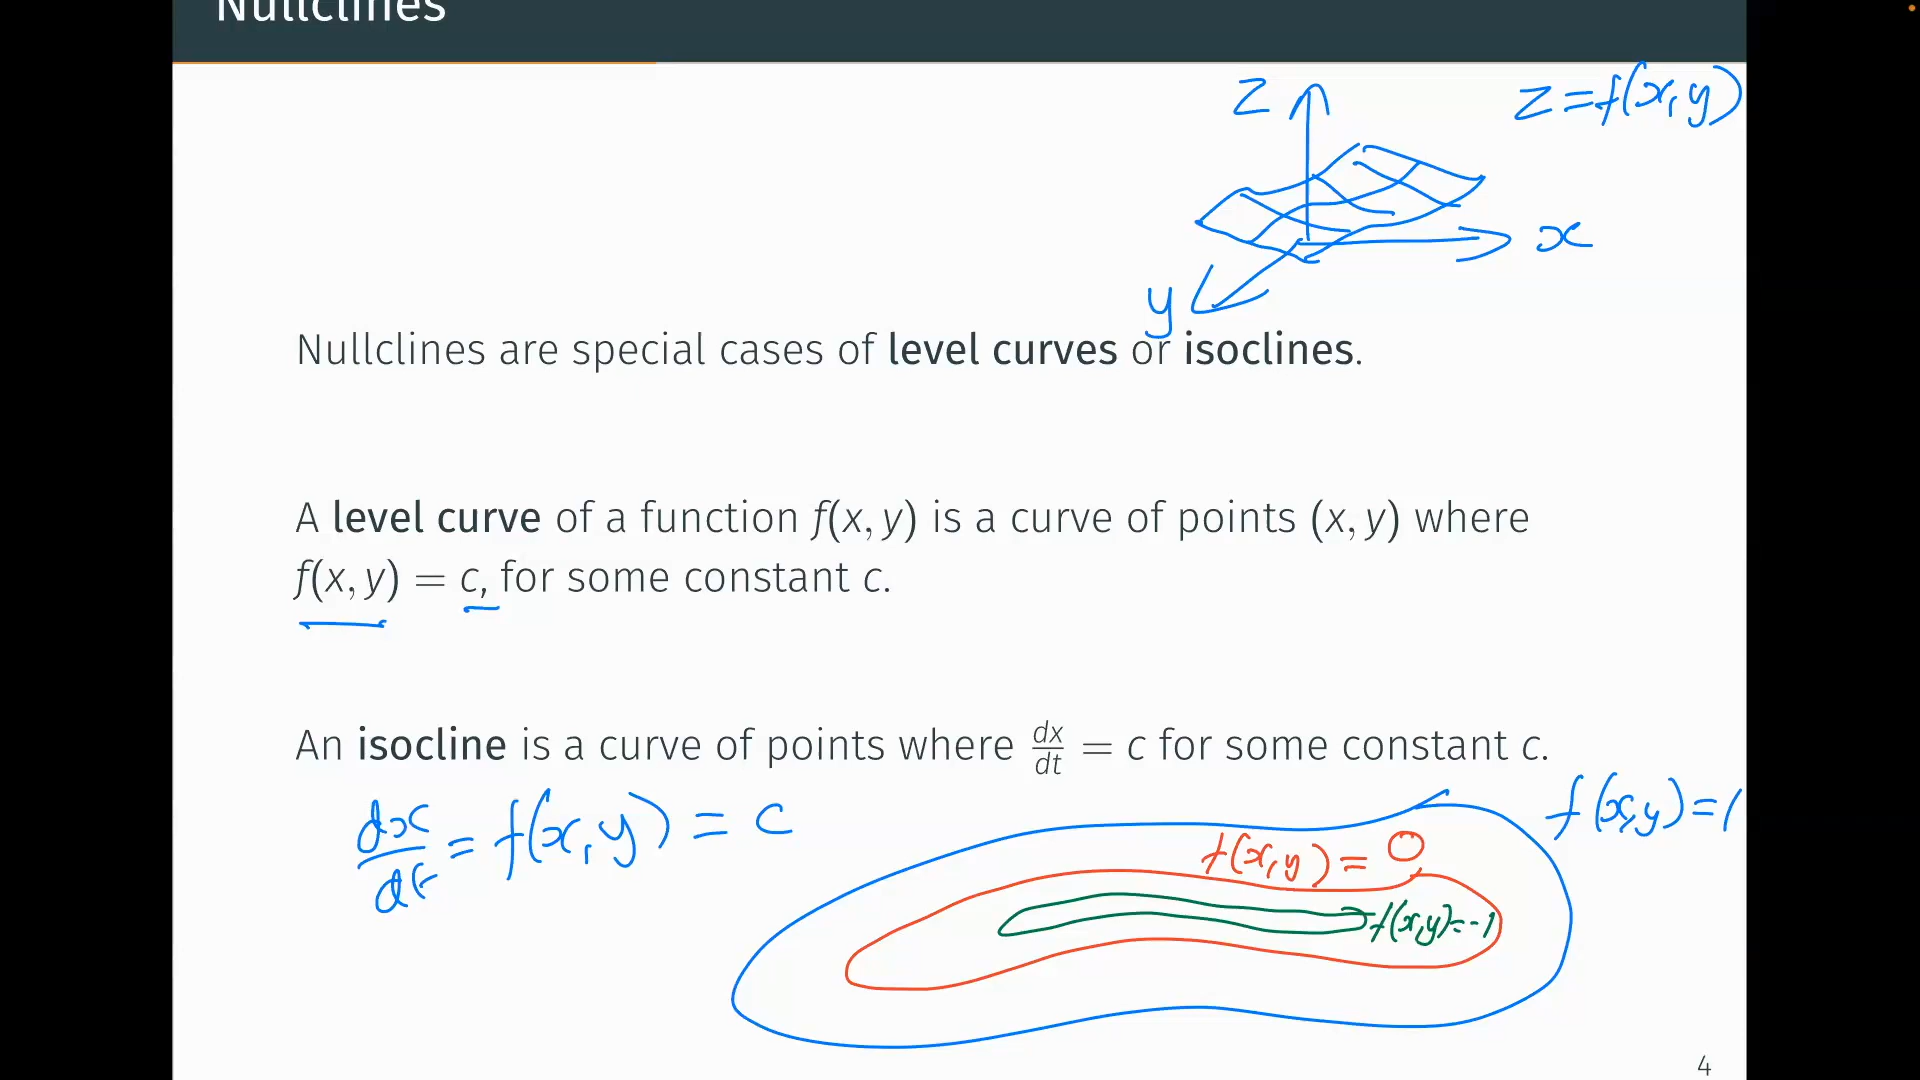 Nullclines
z z=f(x,y)
x
y
Nullclines are special cases of level curves or isoclines.
A level curve of a function f(x, y) is a curve of points (x, y) where
f(x, y) = c, for some constant c.
An isocline is a curve of points where dx/dt = c for some constant c.
dx/dt = f(x,y) = c
f(x,y)=1
f(x,y) = 0
f(x,y)=-1
4